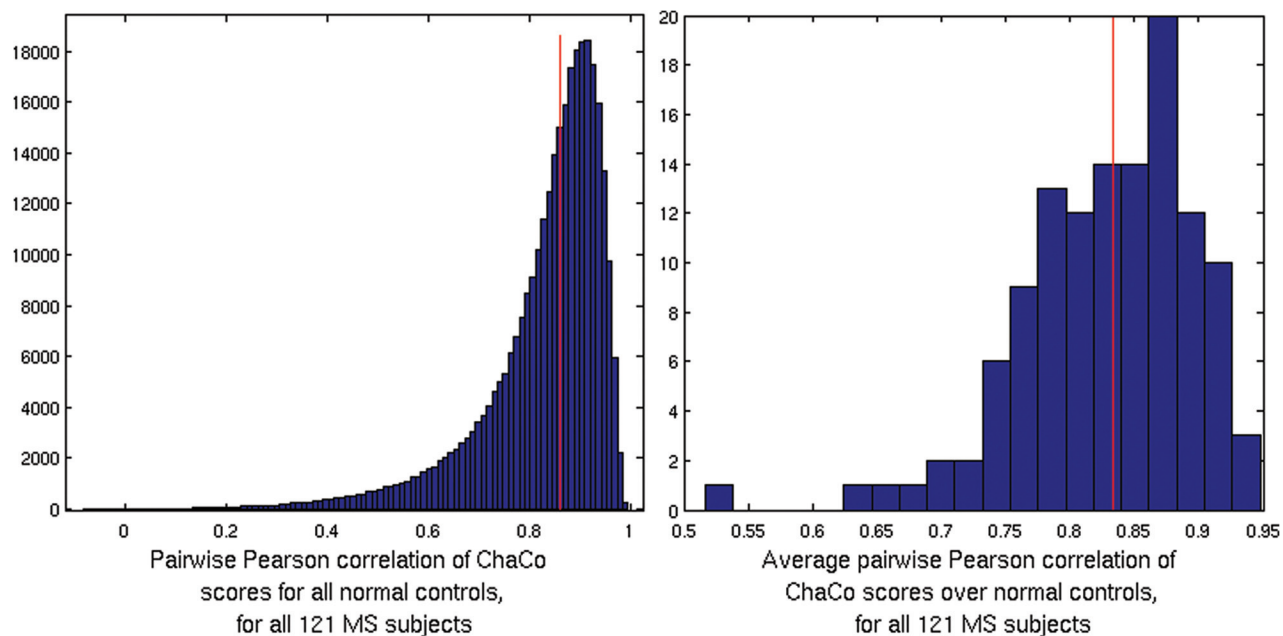 18000
16000
14000
12000
10000
8000
6000
4000
2000
0
0 0.2 0.4 0.6 0.8 1
Pairwise Pearson correlation of ChaCo
scores for all normal controls,
for all 121 MS subjects
20
18
16
14
12
10
8
6
4
2
0
0.5 0.55 0.6 0.65 0.7 0.75 0.8 0.85 0.9 0.95
Average pairwise Pearson correlation of
ChaCo scores over normal controls,
for all 121 MS subjects